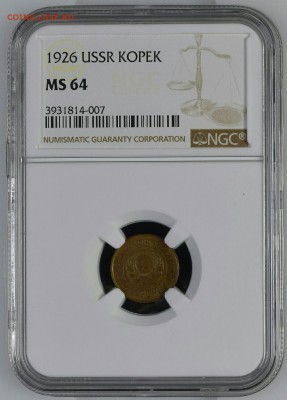 1926 USSR KOPEK
MS 64
3931814-007
NUMISMATIC GUARANTY CORPORATION
NGC®